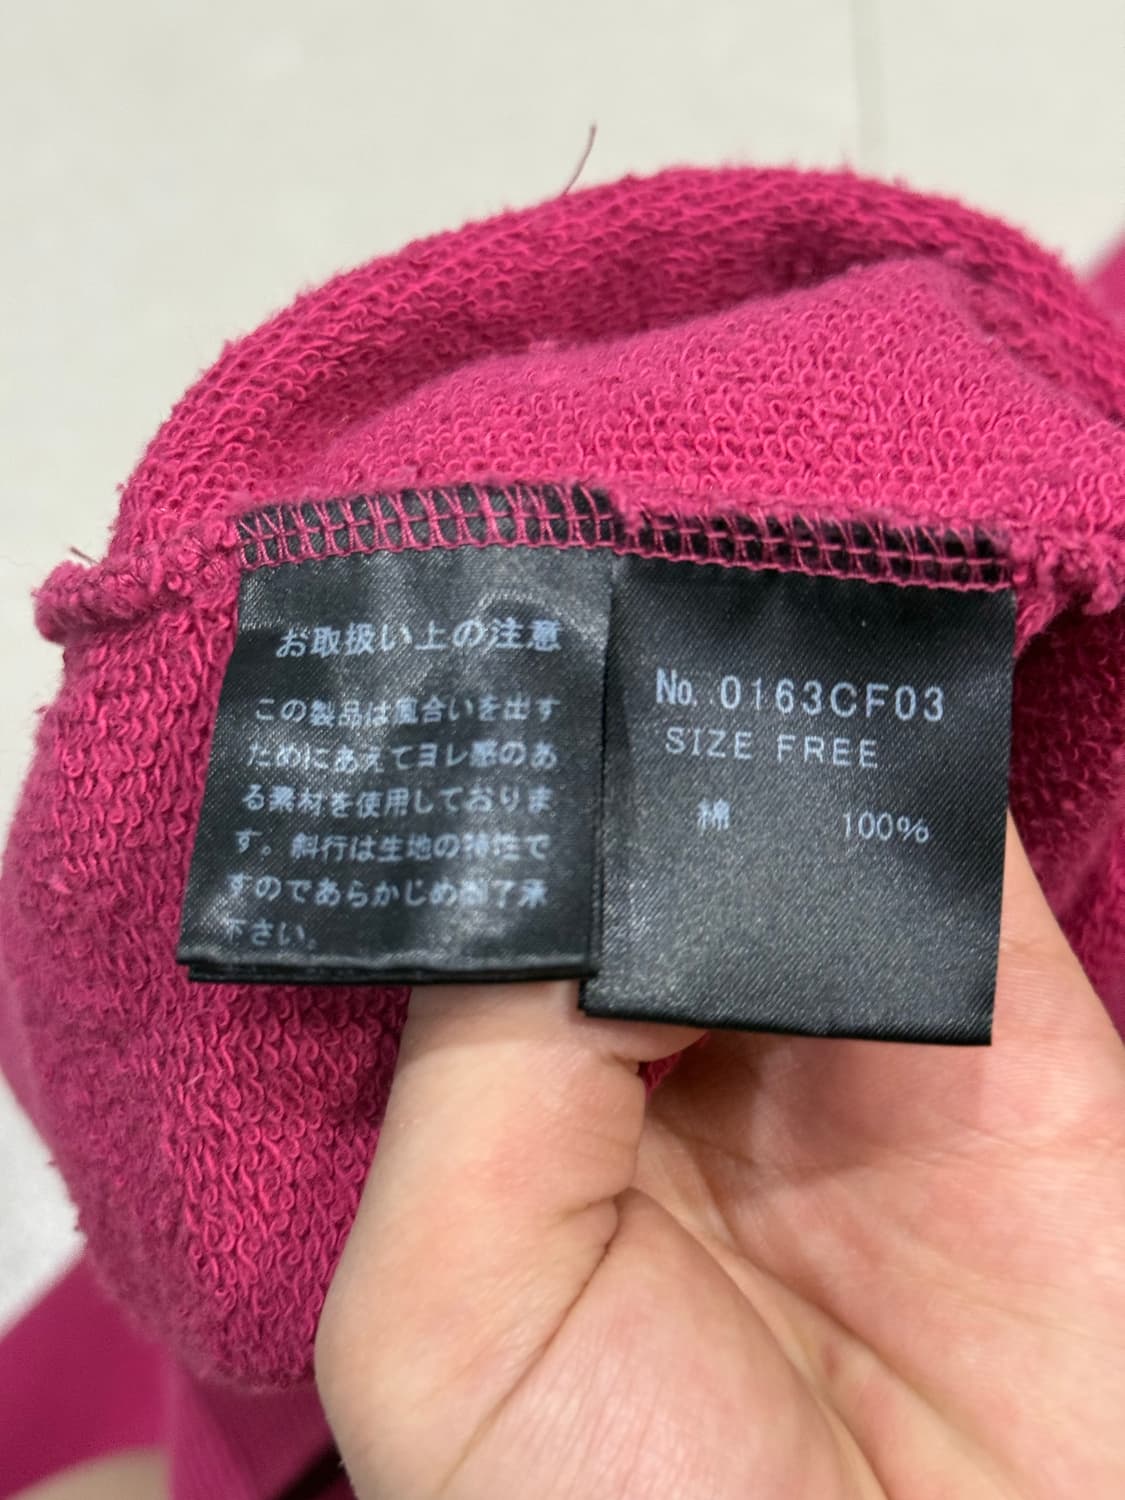 お取扱い上の注意
この製品は風合いを出す
ためにあえてヨレ感のあ
る素材を使用しておりま
す。斜行は生地の特性で
すのであらかじめ御了承
下さい。
No. 0163CF03
SIZE FREE
綿 100%